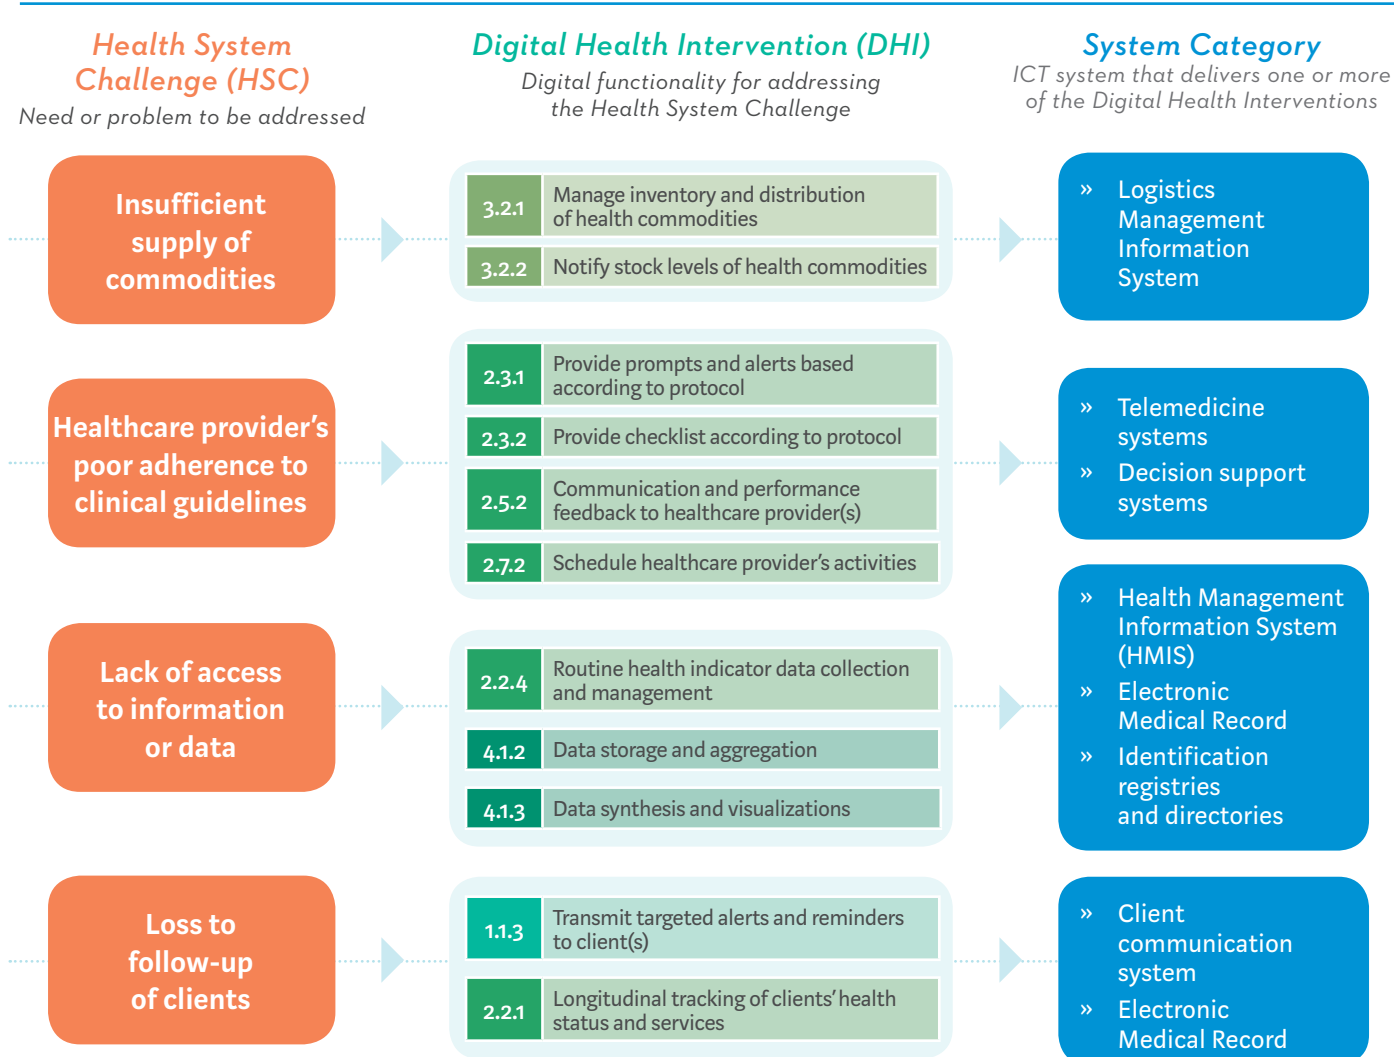 Health System
Challenge (HSC)
Need or problem to be addressed
Digital Health Intervention (DHI)
Digital functionality for addressing
the Health System Challenge
System Category
ICT system that delivers one or more
of the Digital Health Interventions
Insufficient
supply of
commodities
3.2.1
Manage inventory and distribution
of health commodities
3.2.2
Notify stock levels of health commodities
» Logistics
Management
Information
System
Healthcare provider's
poor adherence to
clinical guidelines
2.3.1
Provide prompts and alerts based
according to protocol
2.3.2
Provide checklist according to protocol
2.5.2
Communication and performance
feedback to healthcare provider(s)
2.7.2
Schedule healthcare provider's activities
» Telemedicine
systems
» Decision support
systems
Lack of access
to information
or data
2.2.4
Routine health indicator data collection
and management
4.1.2
Data storage and aggregation
4.1.3
Data synthesis and visualizations
» Health Management
Information System
(HMIS)
» Electronic
Medical Record
» Identification
registries
and directories
Loss to
follow-up
of clients
1.1.3
Transmit targeted alerts and reminders
to client(s)
2.2.1
Longitudinal tracking of clients' health
status and services
» Client
communication
system
» Electronic
Medical Record